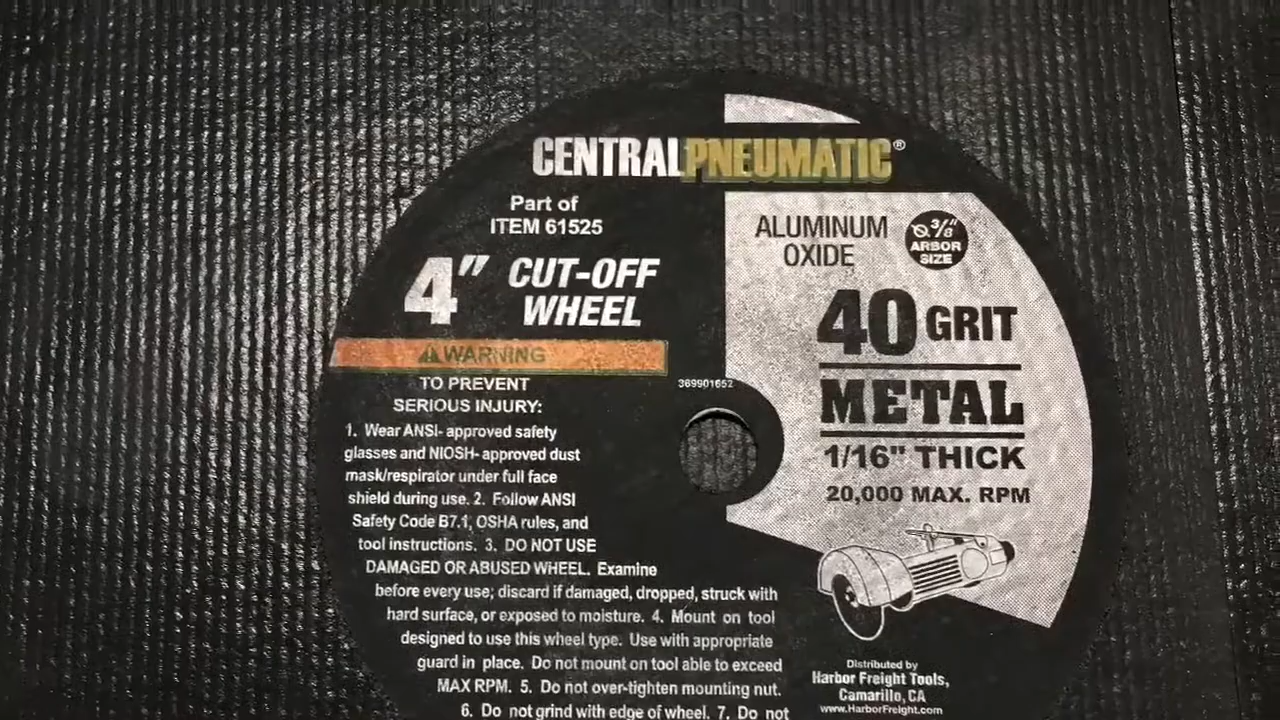 CENTRALPNEUMATIC®
Part of
ITEM 61525
4" CUT-OFF
WHEEL
WARNING
TO PREVENT
SERIOUS INJURY:
1. Wear ANSI- approved safety
glasses and NIOSH- approved dust
mask/respirator under full face
shield during use. 2. Follow ANSI
Safety Code B7.1, OSHA rules, and
tool instructions. 3. DO NOT USE
DAMAGED OR ABUSED WHEEL. Examine
before every use; discard if damaged, dropped, struck with
hard surface, or exposed to moisture. 4. Mount on tool
designed to use this wheel type. Use with appropriate
guard in place. Do not mount on tool able to exceed
MAX RPM. 5. Do not over-tighten mounting nut.
6. Do not grind with edge of wheel. 7. Do not
369901652
ALUMINUM
OXIDE
⌀ 3/8"
ARBOR
SIZE
40 GRIT
METAL
1/16" THICK
20,000 MAX. RPM
Distributed by
Harbor Freight Tools,
Camarillo, CA
www.HarborFreight.com